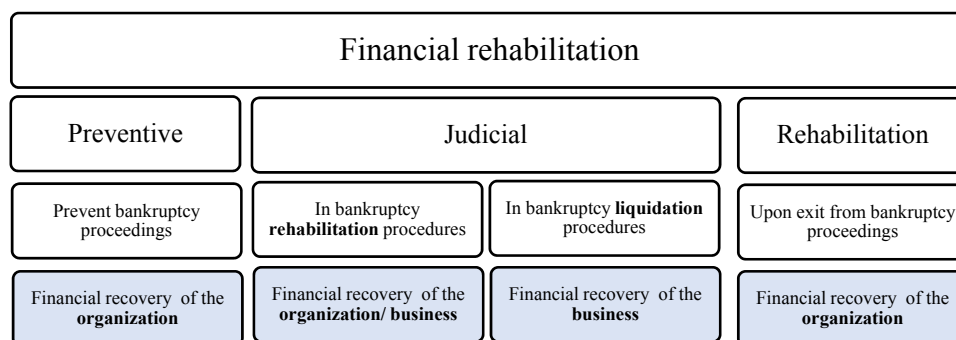 Financial rehabilitation
Preventive
Judicial
Rehabilitation
Prevent bankruptcy
proceedings
In bankruptcy
rehabilitation procedures
In bankruptcy liquidation
procedures
Upon exit from bankruptcy
proceedings
Financial recovery of the
organization
Financial recovery of the
organization/ business
Financial recovery of the
business
Financial recovery of the
organization